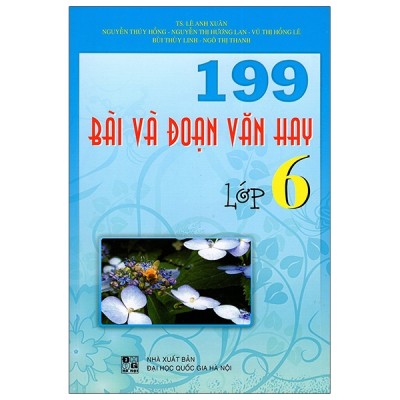 TS. LÊ ANH XUÂN
NGUYỄN THÚY HỒNG - NGUYỄN THỊ HƯƠNG LAN - VŨ THỊ HỒNG LÊ
BÙI THÙY LINH - NGÔ THỊ THANH
199
BÀI VÀ ĐOẠN VĂN HAY
LỚP 6
NHÀ XUẤT BẢN
ĐẠI HỌC QUỐC GIA HÀ NỘI